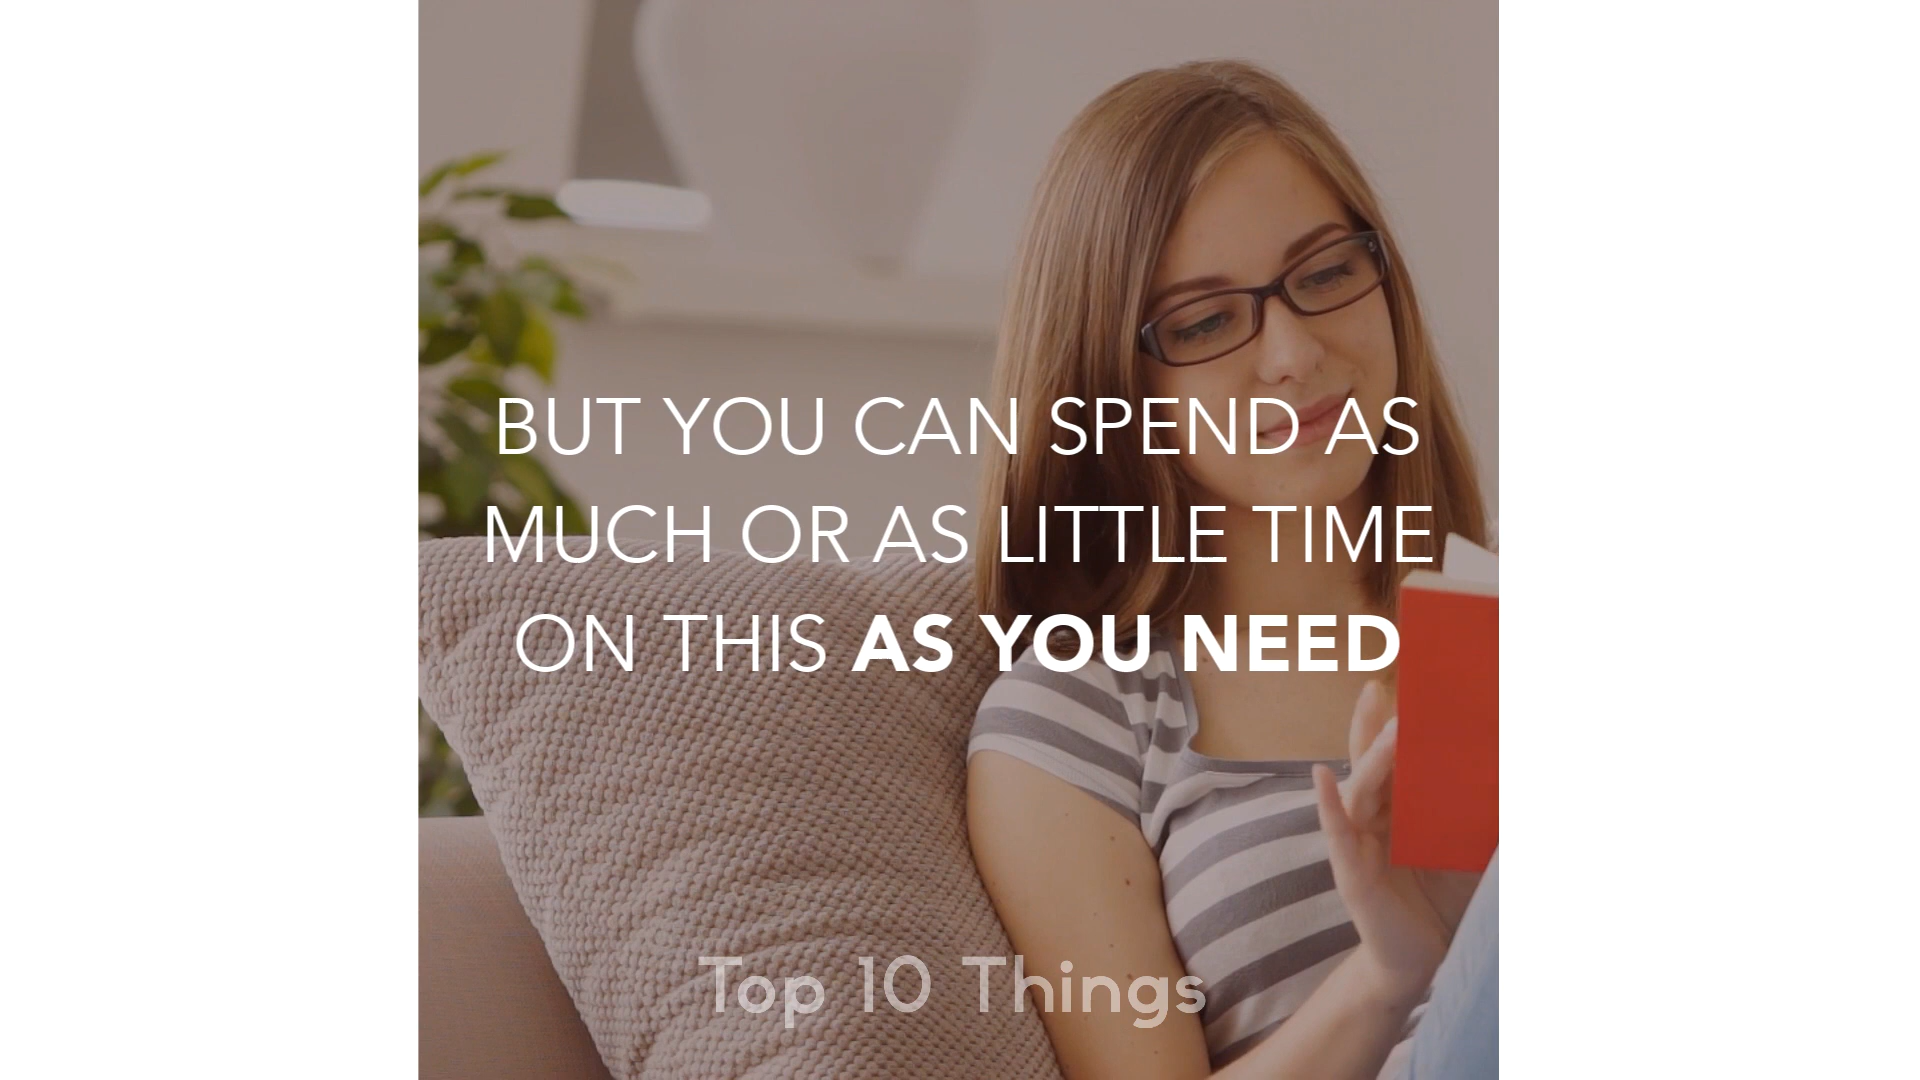 BUT YOU CAN SPEND AS
MUCH OR AS LITTLE TIME
ON THIS AS YOU NEED
Top 10 Things